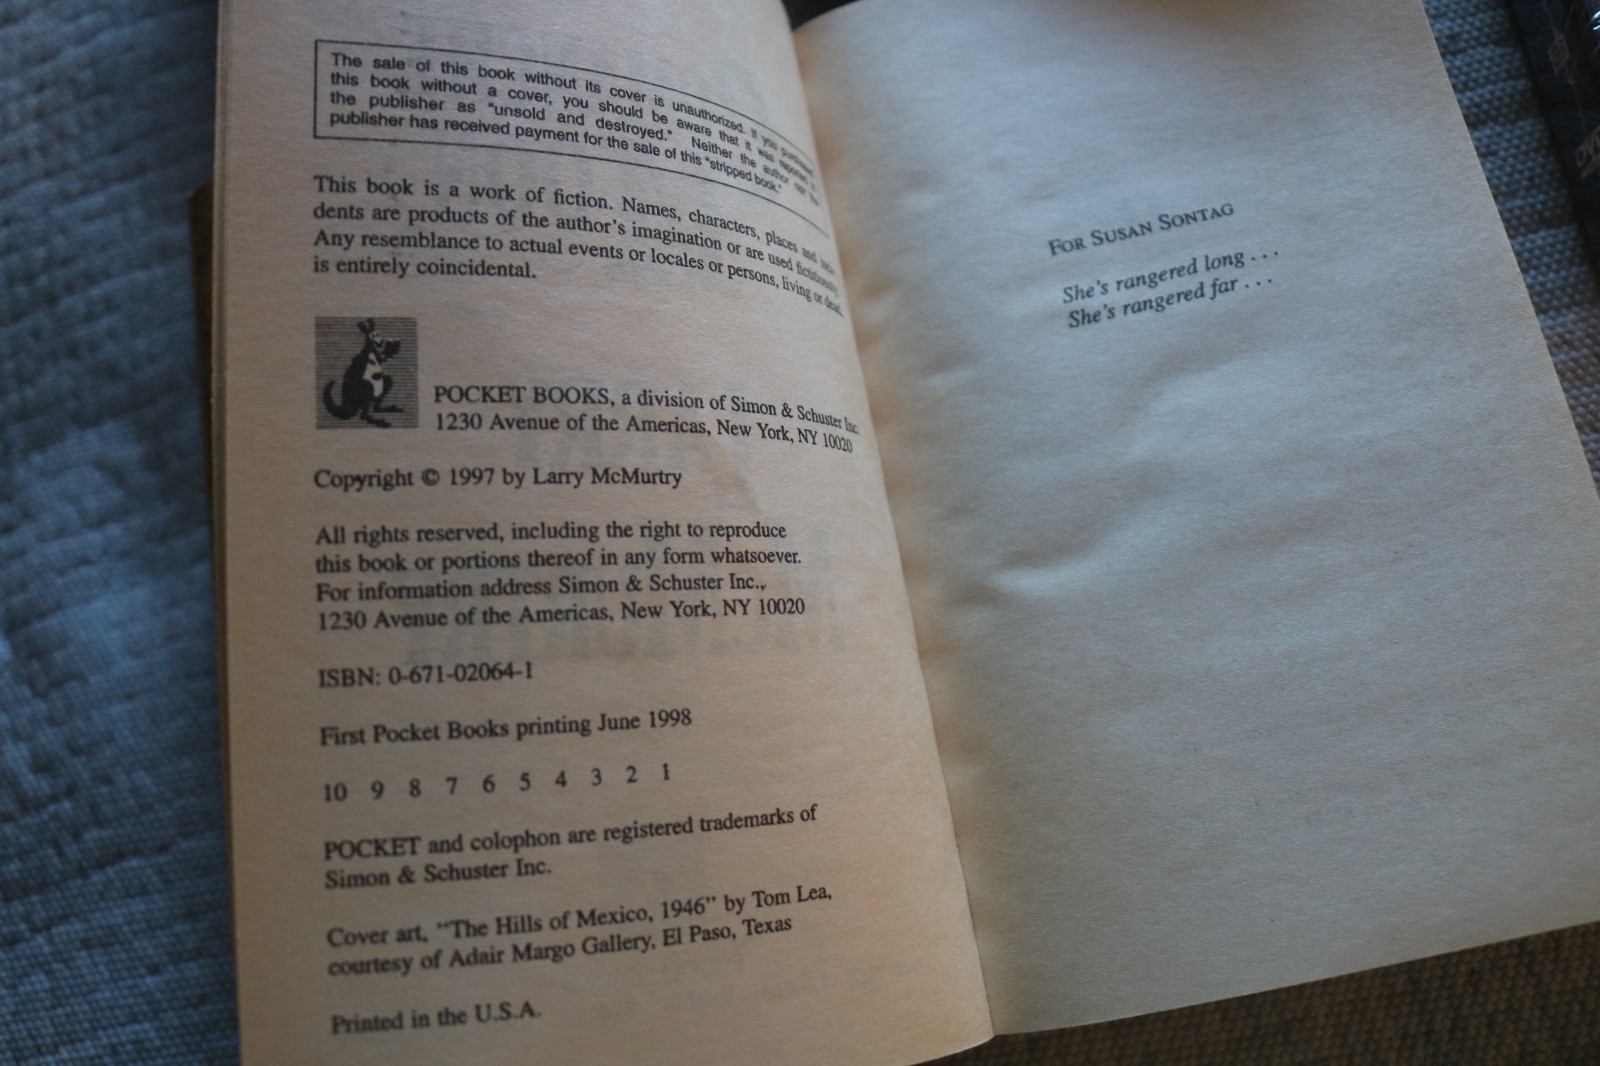 The sale of this book without its cover is unauthorized. If you purchased
this book without a cover, you should be aware that it was reported to
the publisher as "unsold and destroyed." Neither the author nor the
publisher has received payment for the sale of this "stripped book."
This book is a work of fiction. Names, characters, places and inci-
dents are products of the author's imagination or are used fictitiously.
Any resemblance to actual events or locales or persons, living or dead,
is entirely coincidental.
POCKET BOOKS, a division of Simon & Schuster Inc.
1230 Avenue of the Americas, New York, NY 10020
Copyright © 1997 by Larry McMurtry
All rights reserved, including the right to reproduce
this book or portions thereof in any form whatsoever.
For information address Simon & Schuster Inc.,
1230 Avenue of the Americas, New York, NY 10020
ISBN: 0-671-02064-1
First Pocket Books printing June 1998
10 9 8 7 6 5 4 3 2 1
POCKET and colophon are registered trademarks of
Simon & Schuster Inc.
Cover art, "The Hills of Mexico, 1946" by Tom Lea,
courtesy of Adair Margo Gallery, El Paso, Texas
Printed in the U.S.A.
FOR SUSAN SONTAG
She's rangered long . . .
She's rangered far . . .